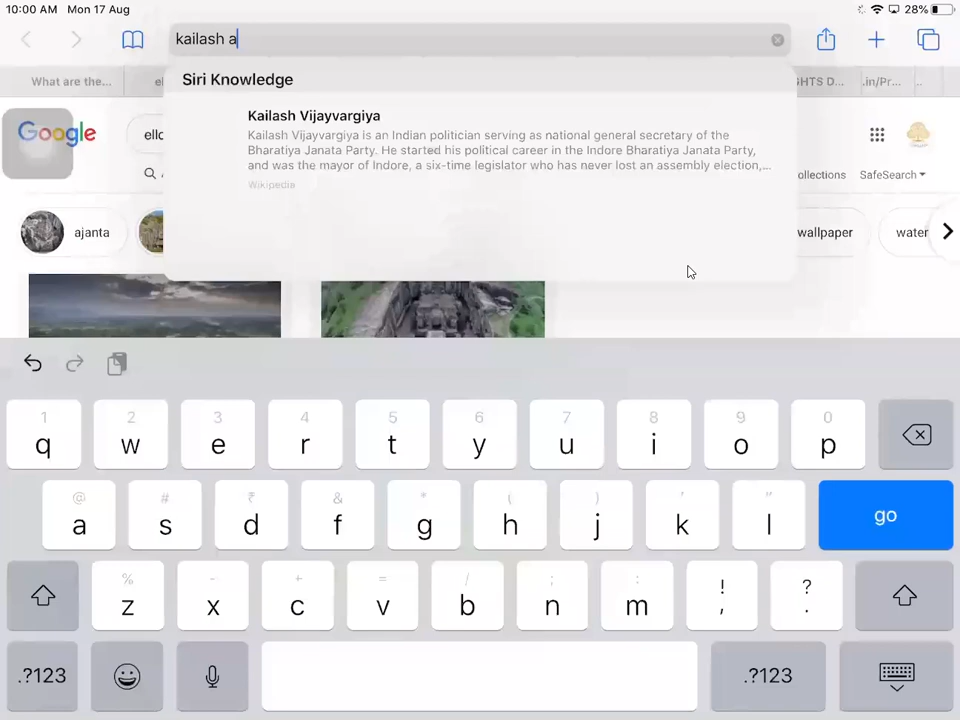 10:00 AM Mon 17 Aug
28%
kailash a
What are the...
el
HTS D...
.in/Pr...
..
Siri Knowledge
Kailash Vijayvargiya
Kailash Vijayvargiya is an Indian politician serving as national general secretary of the
Bharatiya Janata Party. He started his political career in the Indore Bharatiya Janata Party,
and was the mayor of Indore, a six-time legislator who has never lost an assembly election,...
Wikipedia
Google
ello
ollections
SafeSearch
ajanta
wallpaper
water
1 2 3 4 5 6 7 8 9 0
q w e r t y u i o p
@ # ₹ & * ( ) ' "
a s d f g h j k l go
% - + = / ; : ! ?
z x c v b n m , .
.?123 .?123